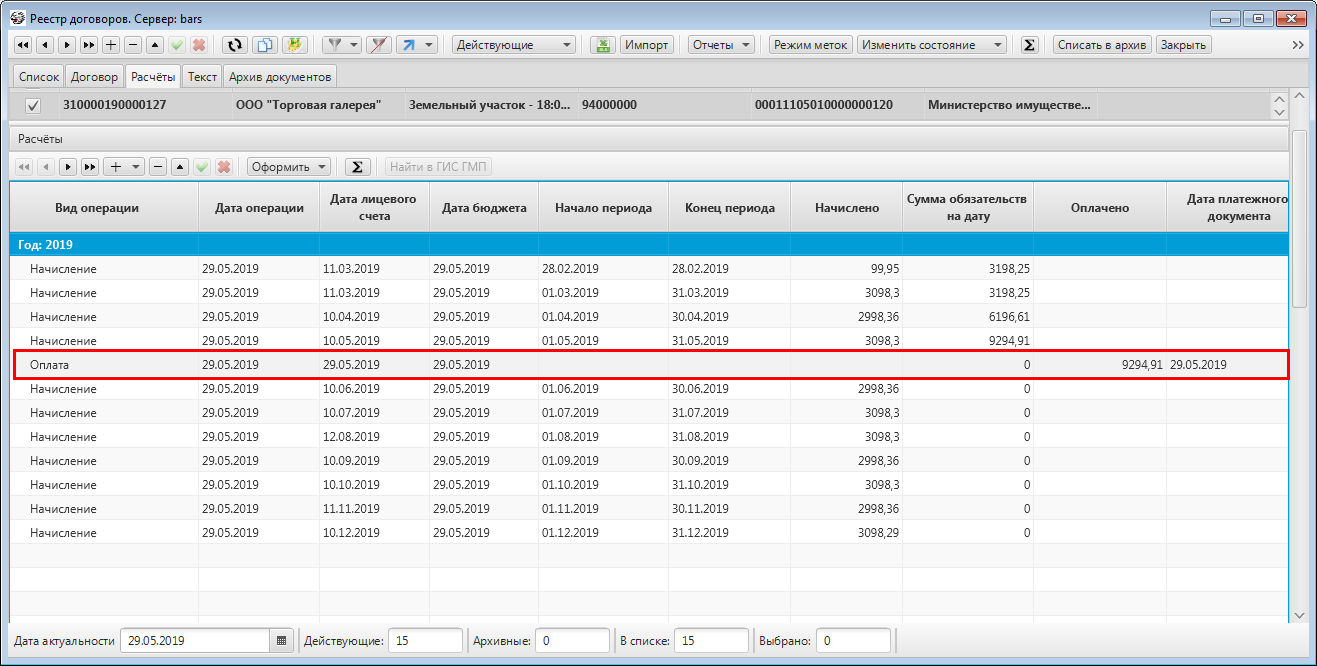 Реестр договоров. Сервер: bars
Действующие Импорт Отчеты Режим меток Изменить состояние Σ Списать в архив Закрыть
Список Договор Расчёты Текст Архив документов
310000190000127 ООО "Торговая галерея" Земельный участок - 18:0... 94000000 00011105010000000120 Министерство имуществе...
Расчёты
Оформить Σ Найти в ГИС ГМП
Вид операции Дата операции Дата лицевого счета Дата бюджета Начало периода Конец периода Начислено Сумма обязательств на дату Оплачено Дата платежного документа
Год: 2019
Начисление 29.05.2019 11.03.2019 29.05.2019 28.02.2019 28.02.2019 99,95 3198,25
Начисление 29.05.2019 11.03.2019 29.05.2019 01.03.2019 31.03.2019 3098,3 3198,25
Начисление 29.05.2019 10.04.2019 29.05.2019 01.04.2019 30.04.2019 2998,36 6196,61
Начисление 29.05.2019 10.05.2019 29.05.2019 01.05.2019 31.05.2019 3098,3 9294,91
Оплата 29.05.2019 29.05.2019 29.05.2019 0 9294,91 29.05.2019
Начисление 29.05.2019 10.06.2019 29.05.2019 01.06.2019 30.06.2019 2998,36 0
Начисление 29.05.2019 10.07.2019 29.05.2019 01.07.2019 31.07.2019 3098,3 0
Начисление 29.05.2019 12.08.2019 29.05.2019 01.08.2019 31.08.2019 3098,3 0
Начисление 29.05.2019 10.09.2019 29.05.2019 01.09.2019 30.09.2019 2998,36 0
Начисление 29.05.2019 10.10.2019 29.05.2019 01.10.2019 31.10.2019 3098,3 0
Начисление 29.05.2019 11.11.2019 29.05.2019 01.11.2019 30.11.2019 2998,36 0
Начисление 29.05.2019 10.12.2019 29.05.2019 01.12.2019 31.12.2019 3098,29 0
Дата актуальности 29.05.2019 Действующие: 15 Архивные: 0 В списке: 15 Выбрано: 0